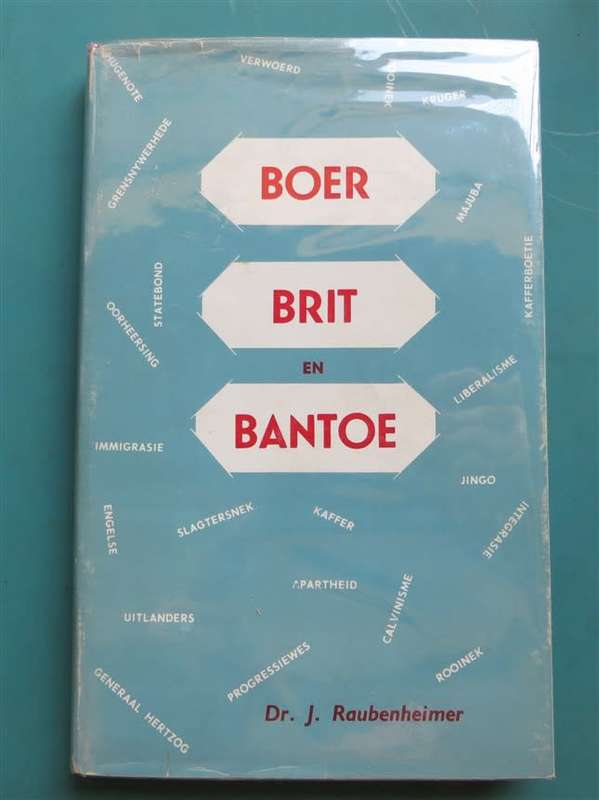 HUGENOTE
VERWOERD
ROOINEK
KRUGER
GRENSNYWERHEDE
BOER
MAJUBA
KAFFERBOETIE
STATEBOND
BRIT
OORHEERSING
EN
LIBERALISME
BANTOE
IMMIGRASIE
JINGO
ENGELSE
SLAGTERSNEK
KAFFER
INTEGRASIE
APARTHEID
CALVINISME
UITLANDERS
PROGRESSIEWES
ROOINEK
GENERAAL HERTZOG
Dr. J. Raubenheimer